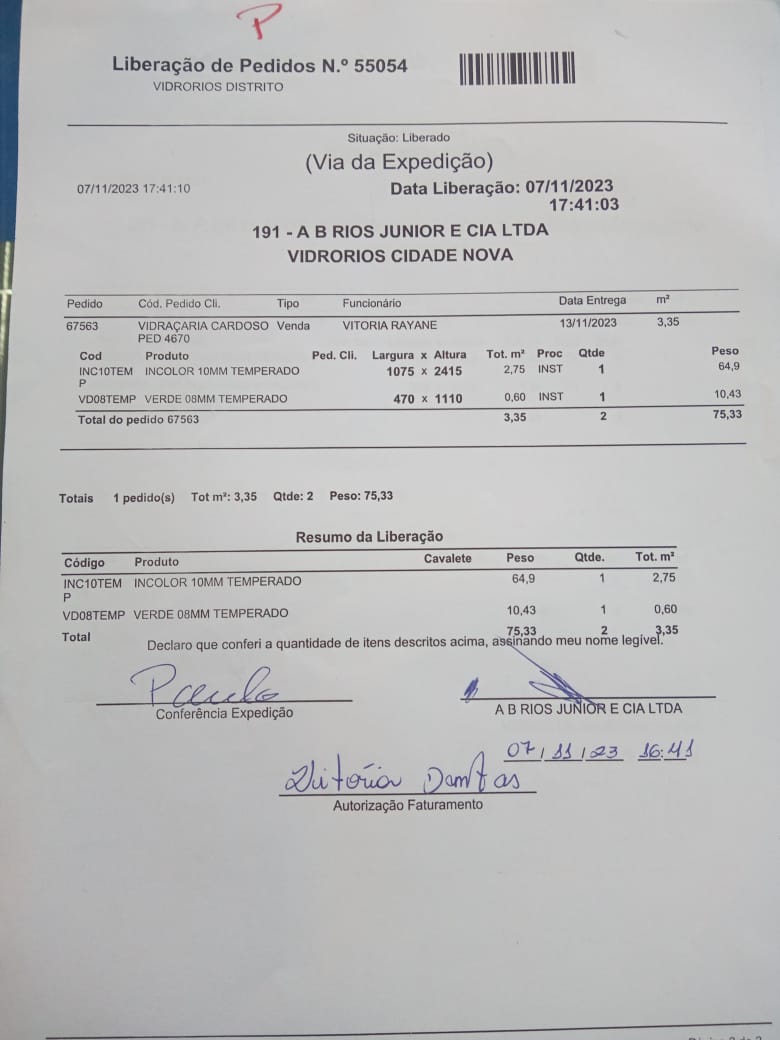 P
Liberação de Pedidos N.º 55054
VIDRORIOS DISTRITO
Situação: Liberado
(Via da Expedição)
07/11/2023 17:41:10
Data Liberação: 07/11/2023
17:41:03
191 - A B RIOS JUNIOR E CIA LTDA
VIDRORIOS CIDADE NOVA
Pedido Cód. Pedido Cli. Tipo Funcionário Data Entrega m²
67563 VIDRAÇARIA CARDOSO Venda VITORIA RAYANE 13/11/2023 3,35
PED 4670
Cod Produto Ped. Cli. Largura x Altura Tot. m² Proc Qtde Peso
INC10TEM INCOLOR 10MM TEMPERADO 1075 x 2415 2,75 INST 1 64,9
P
VD08TEMP VERDE 08MM TEMPERADO 470 x 1110 0,60 INST 1 10,43
Total do pedido 67563 3,35 2 75,33
Totais 1 pedido(s) Tot m²: 3,35 Qtde: 2 Peso: 75,33
Resumo da Liberação
Código Produto Cavalete Peso Qtde. Tot. m²
INC10TEM INCOLOR 10MM TEMPERADO 64,9 1 2,75
P
VD08TEMP VERDE 08MM TEMPERADO 10,43 1 0,60
Total 75,33 2 3,35
Declaro que conferi a quantidade de itens descritos acima, assinando meu nome legível.
Paulo
Conferência Expedição
A B RIOS JUNIOR E CIA LTDA
07/11/23 16:41
Vitória Dantas
Autorização Faturamento